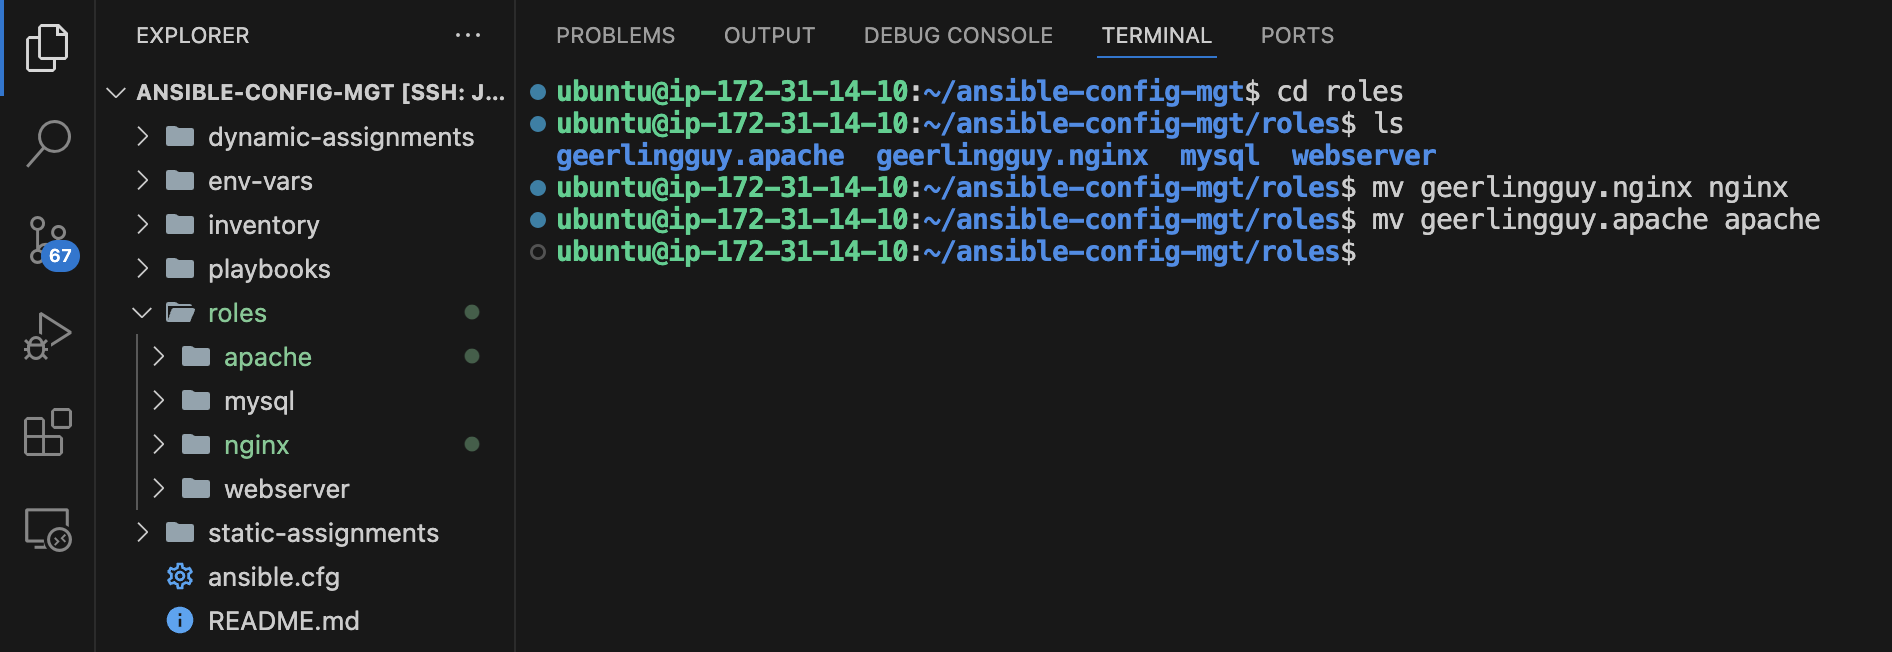 EXPLORER
ANSIBLE-CONFIG-MGT [SSH: J...
dynamic-assignments
env-vars
inventory
playbooks
roles
apache
mysql
nginx
webserver
static-assignments
ansible.cfg
README.md
67
PROBLEMS OUTPUT DEBUG CONSOLE TERMINAL PORTS
ubuntu@ip-172-31-14-10:~/ansible-config-mgt$ cd roles
ubuntu@ip-172-31-14-10:~/ansible-config-mgt/roles$ ls
geerlingguy.apache geerlingguy.nginx mysql webserver
ubuntu@ip-172-31-14-10:~/ansible-config-mgt/roles$ mv geerlingguy.nginx nginx
ubuntu@ip-172-31-14-10:~/ansible-config-mgt/roles$ mv geerlingguy.apache apache
ubuntu@ip-172-31-14-10:~/ansible-config-mgt/roles$